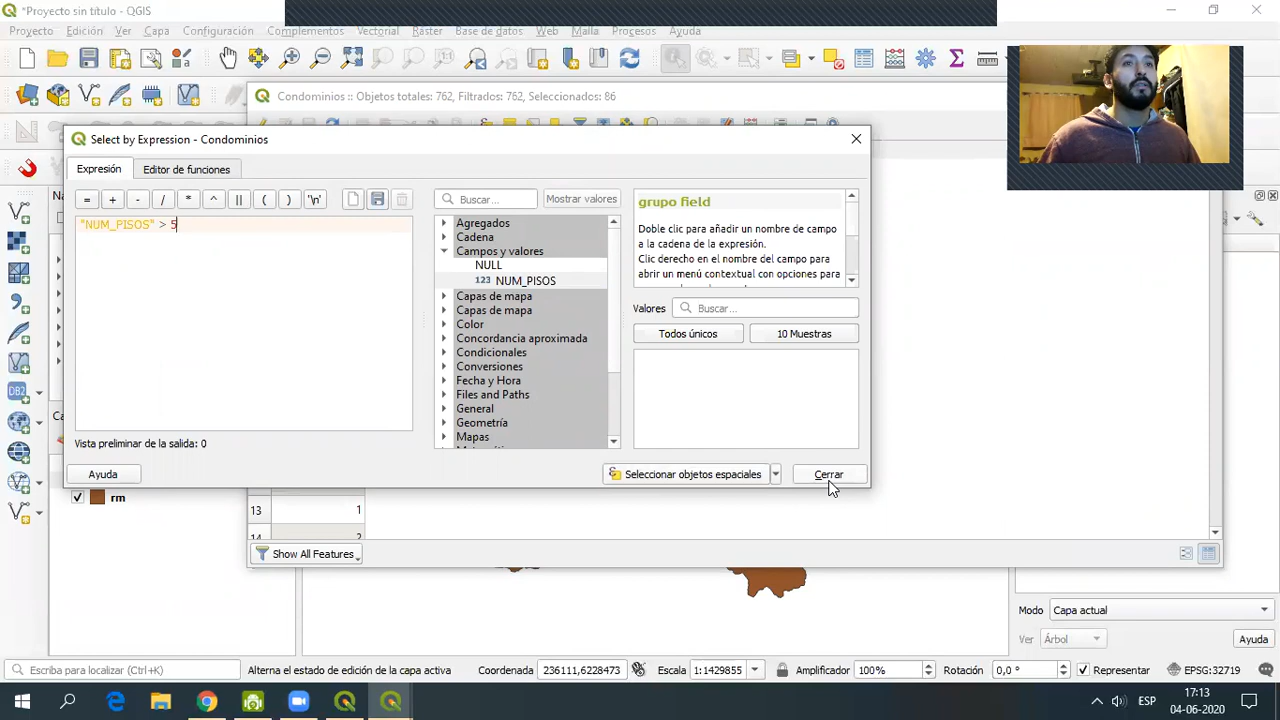 *Proyecto sin título - QGIS
Proyecto Edición Ver Capa Configuración Complementos Vectorial Ráster Base de datos Web Malla Procesos Ayuda
Condominios :: Objetos totales: 762, Filtrados: 762, Seleccionados: 86
Select by Expression - Condominios
Expresión Editor de funciones
= + - / * ^ || ( ) '\n'
Buscar... Mostrar valores
"NUM_PISOS" > 5
Agregados
Cadena
Campos y valores
NULL
123 NUM_PISOS
Capas de mapa
Capas de mapa
Color
Concordancia aproximada
Condicionales
Conversiones
Fecha y Hora
Files and Paths
General
Geometría
Mapas
grupo field
Doble clic para añadir un nombre de campo
a la cadena de la expresión.
Clic derecho en el nombre del campo para
abrir un menú contextual con opciones para
Valores Buscar...
Todos únicos 10 Muestras
Vista preliminar de la salida: 0
Ayuda Seleccionar objetos espaciales Cerrar
rm
13 1
14 2
Show All Features
DB2
Modo Capa actual
Ver Árbol Ayuda
Escriba para localizar (Ctrl+K) Alterna el estado de edición de la capa activa Coordenada 236111,6228473 Escala 1:1429855 Amplificador 100% Rotación 0,0 ° Representar EPSG:32719
ESP 17:13
04-06-2020